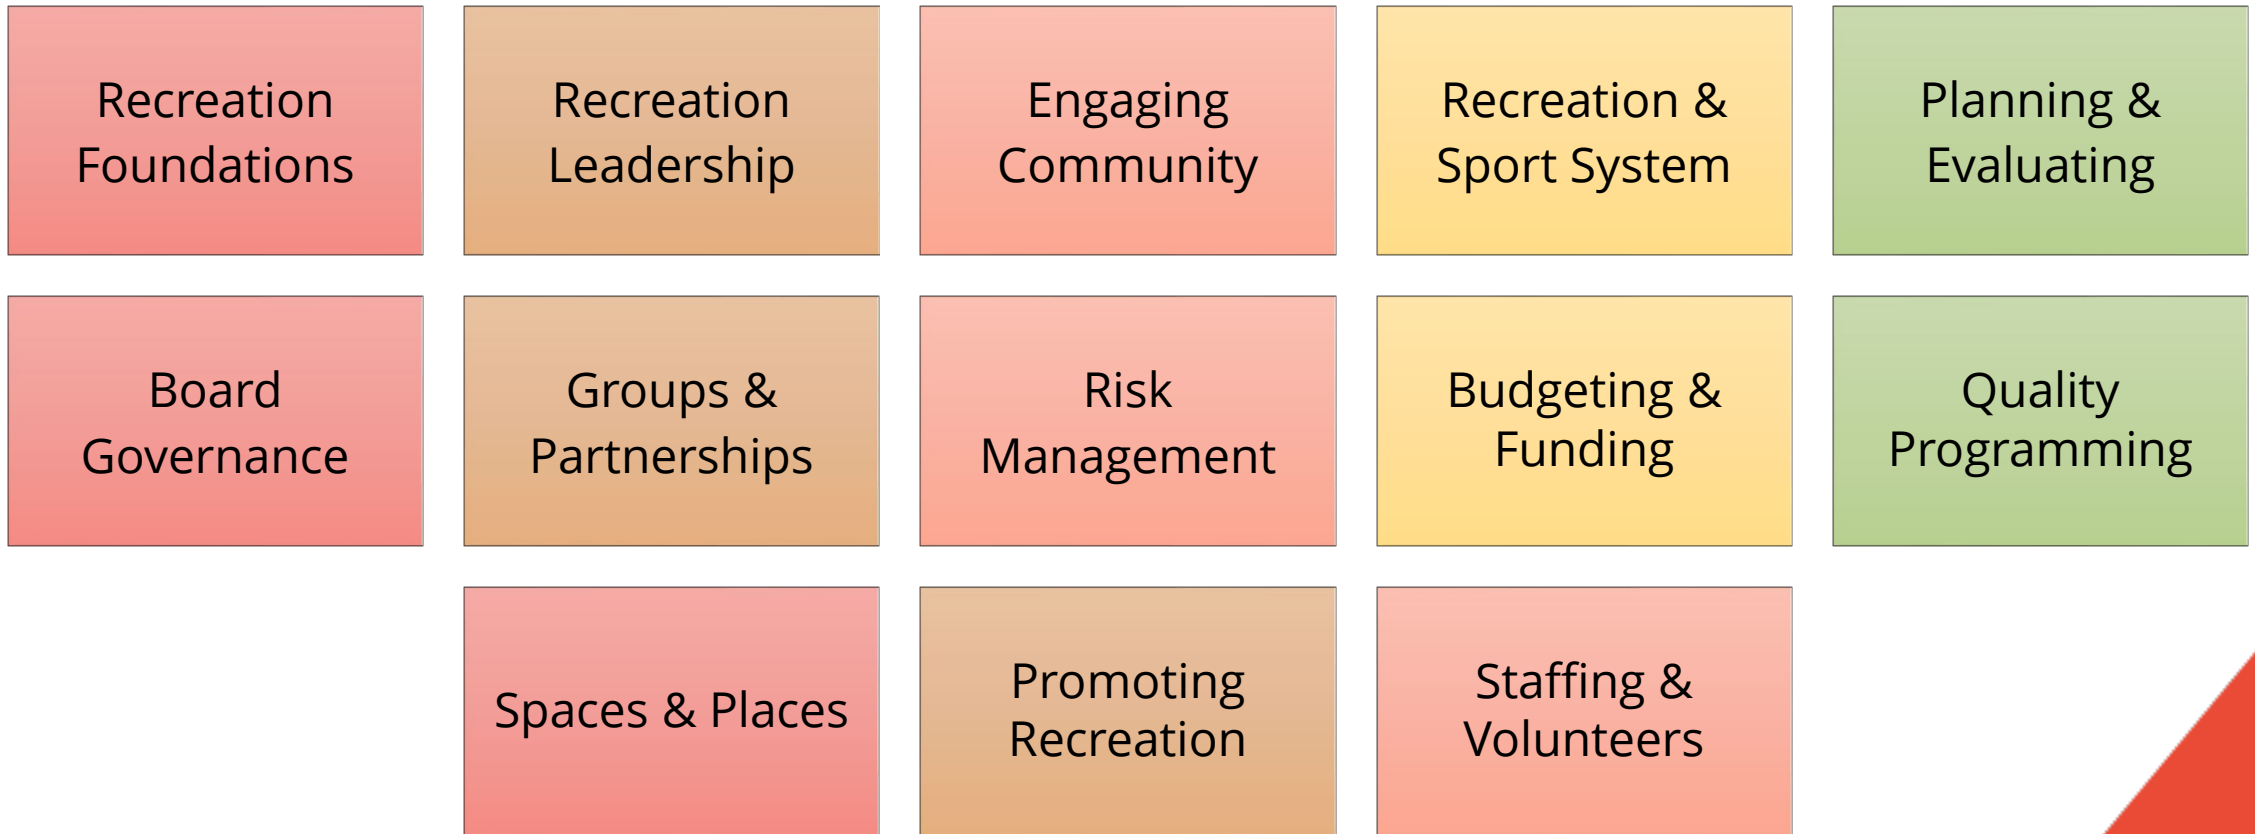 Recreation
Foundations
Recreation
Leadership
Engaging
Community
Recreation &
Sport System
Planning &
Evaluating
Board
Governance
Groups &
Partnerships
Risk
Management
Budgeting &
Funding
Quality
Programming
Spaces & Places
Promoting
Recreation
Staffing &
Volunteers